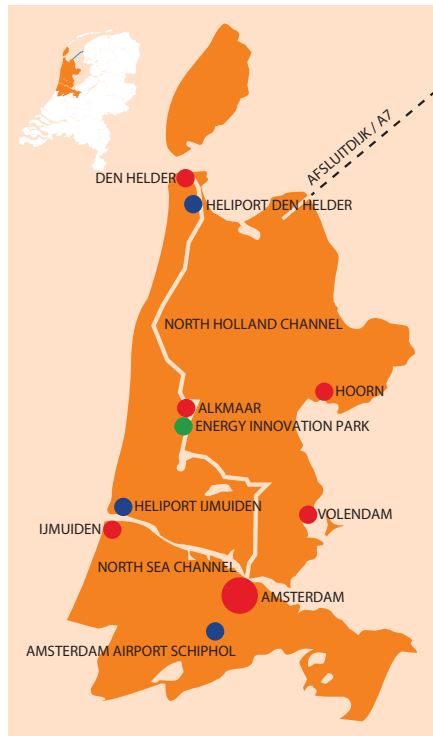 AFSLUITDIJK / A7
DEN HELDER
HELIPORT DEN HELDER
NORTH HOLLAND CHANNEL
HOORN
ALKMAAR
ENERGY INNOVATION PARK
HELIPORT IJMUIDEN
VOLENDAM
IJMUIDEN
NORTH SEA CHANNEL
AMSTERDAM
AMSTERDAM AIRPORT SCHIPHOL